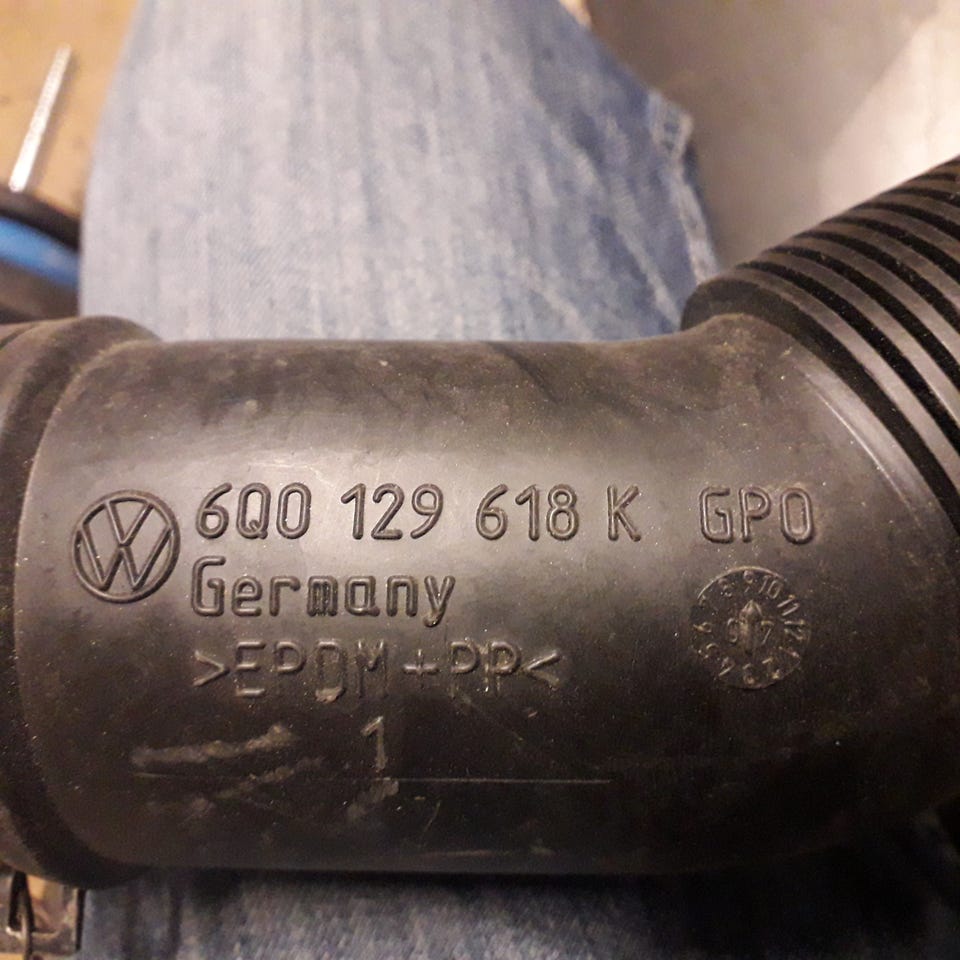 6Q0 129 618 K GPO
Germany
>EPDM+PP<
1